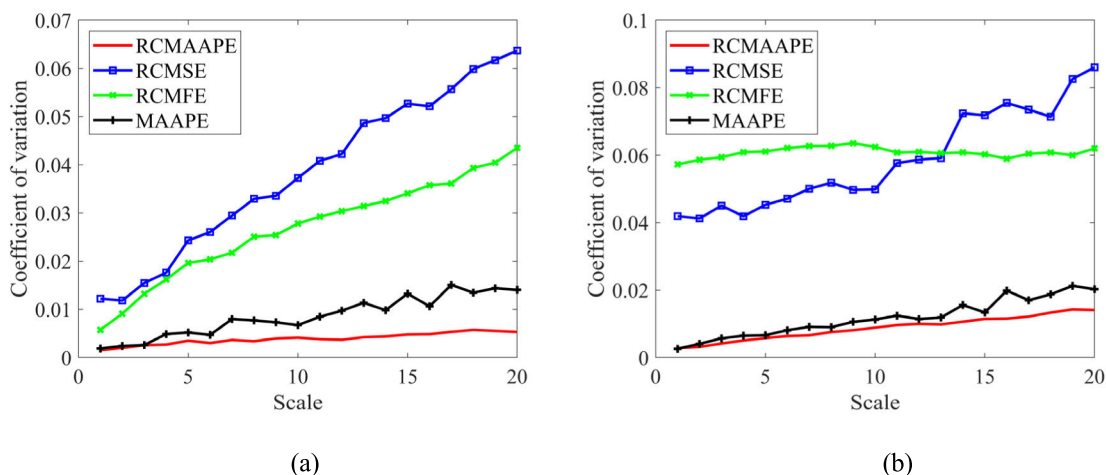 0.07
0.06
0.05
0.04
0.03
0.02
0.01
0
Coefficient of variation
RCMAAPE
RCMSE
RCMFE
MAAPE
0 5 10 15 20
Scale
(a)
0.1
0.08
0.06
0.04
0.02
0
Coefficient of variation
RCMAAPE
RCMSE
RCMFE
MAAPE
0 5 10 15 20
Scale
(b)